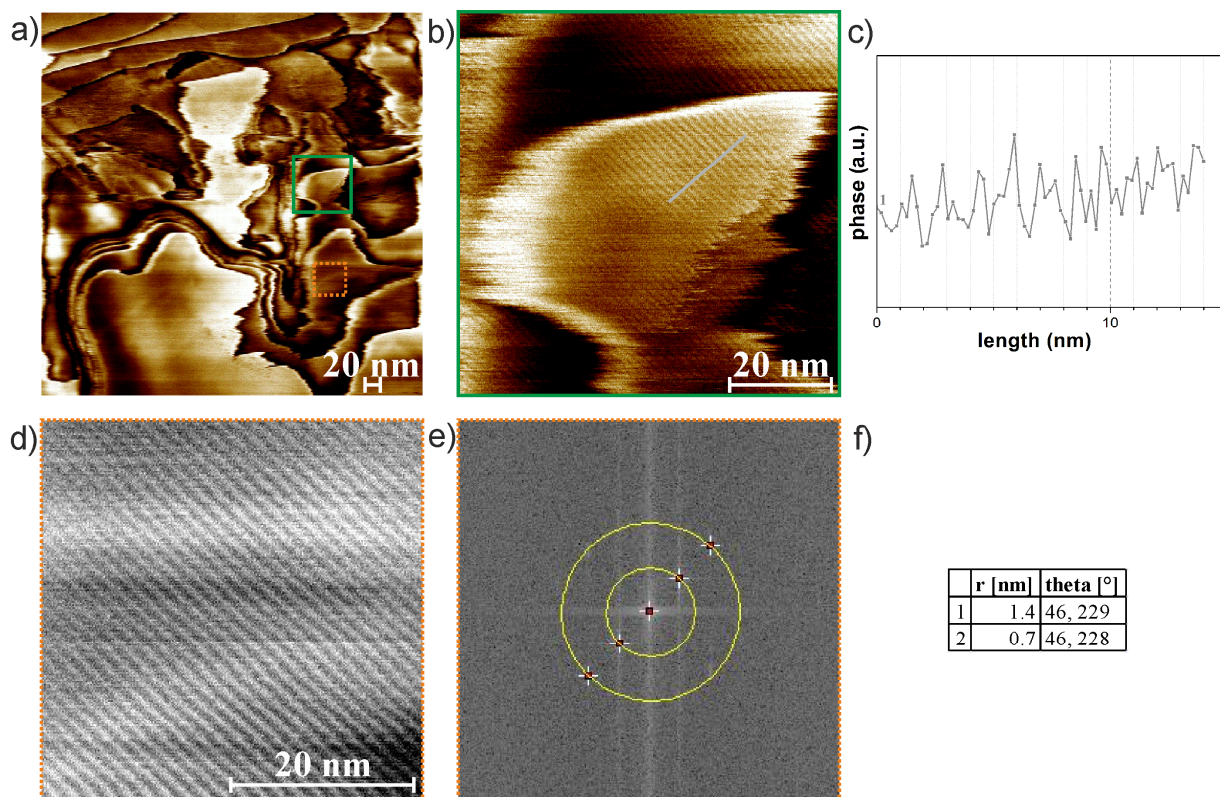 a)
20 nm
b)
20 nm
c)
phase (a.u.)
1
0 10
length (nm)
d)
20 nm
e)
f)
r [nm] theta [°]
1 1.4 46, 229
2 0.7 46, 228